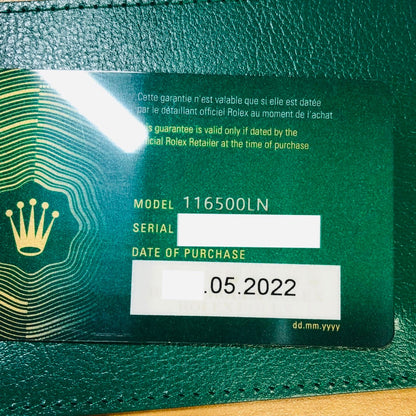 Cette garantie n'est valable que si elle est datée
par le détaillant officiel Rolex au moment de l'achat
guarantee is valid only if dated by the
Rolex Retailer at the time of purchase
MODEL 116500LN
SERIAL
DATE OF PURCHASE
.05.2022
dd.mm.yyyy